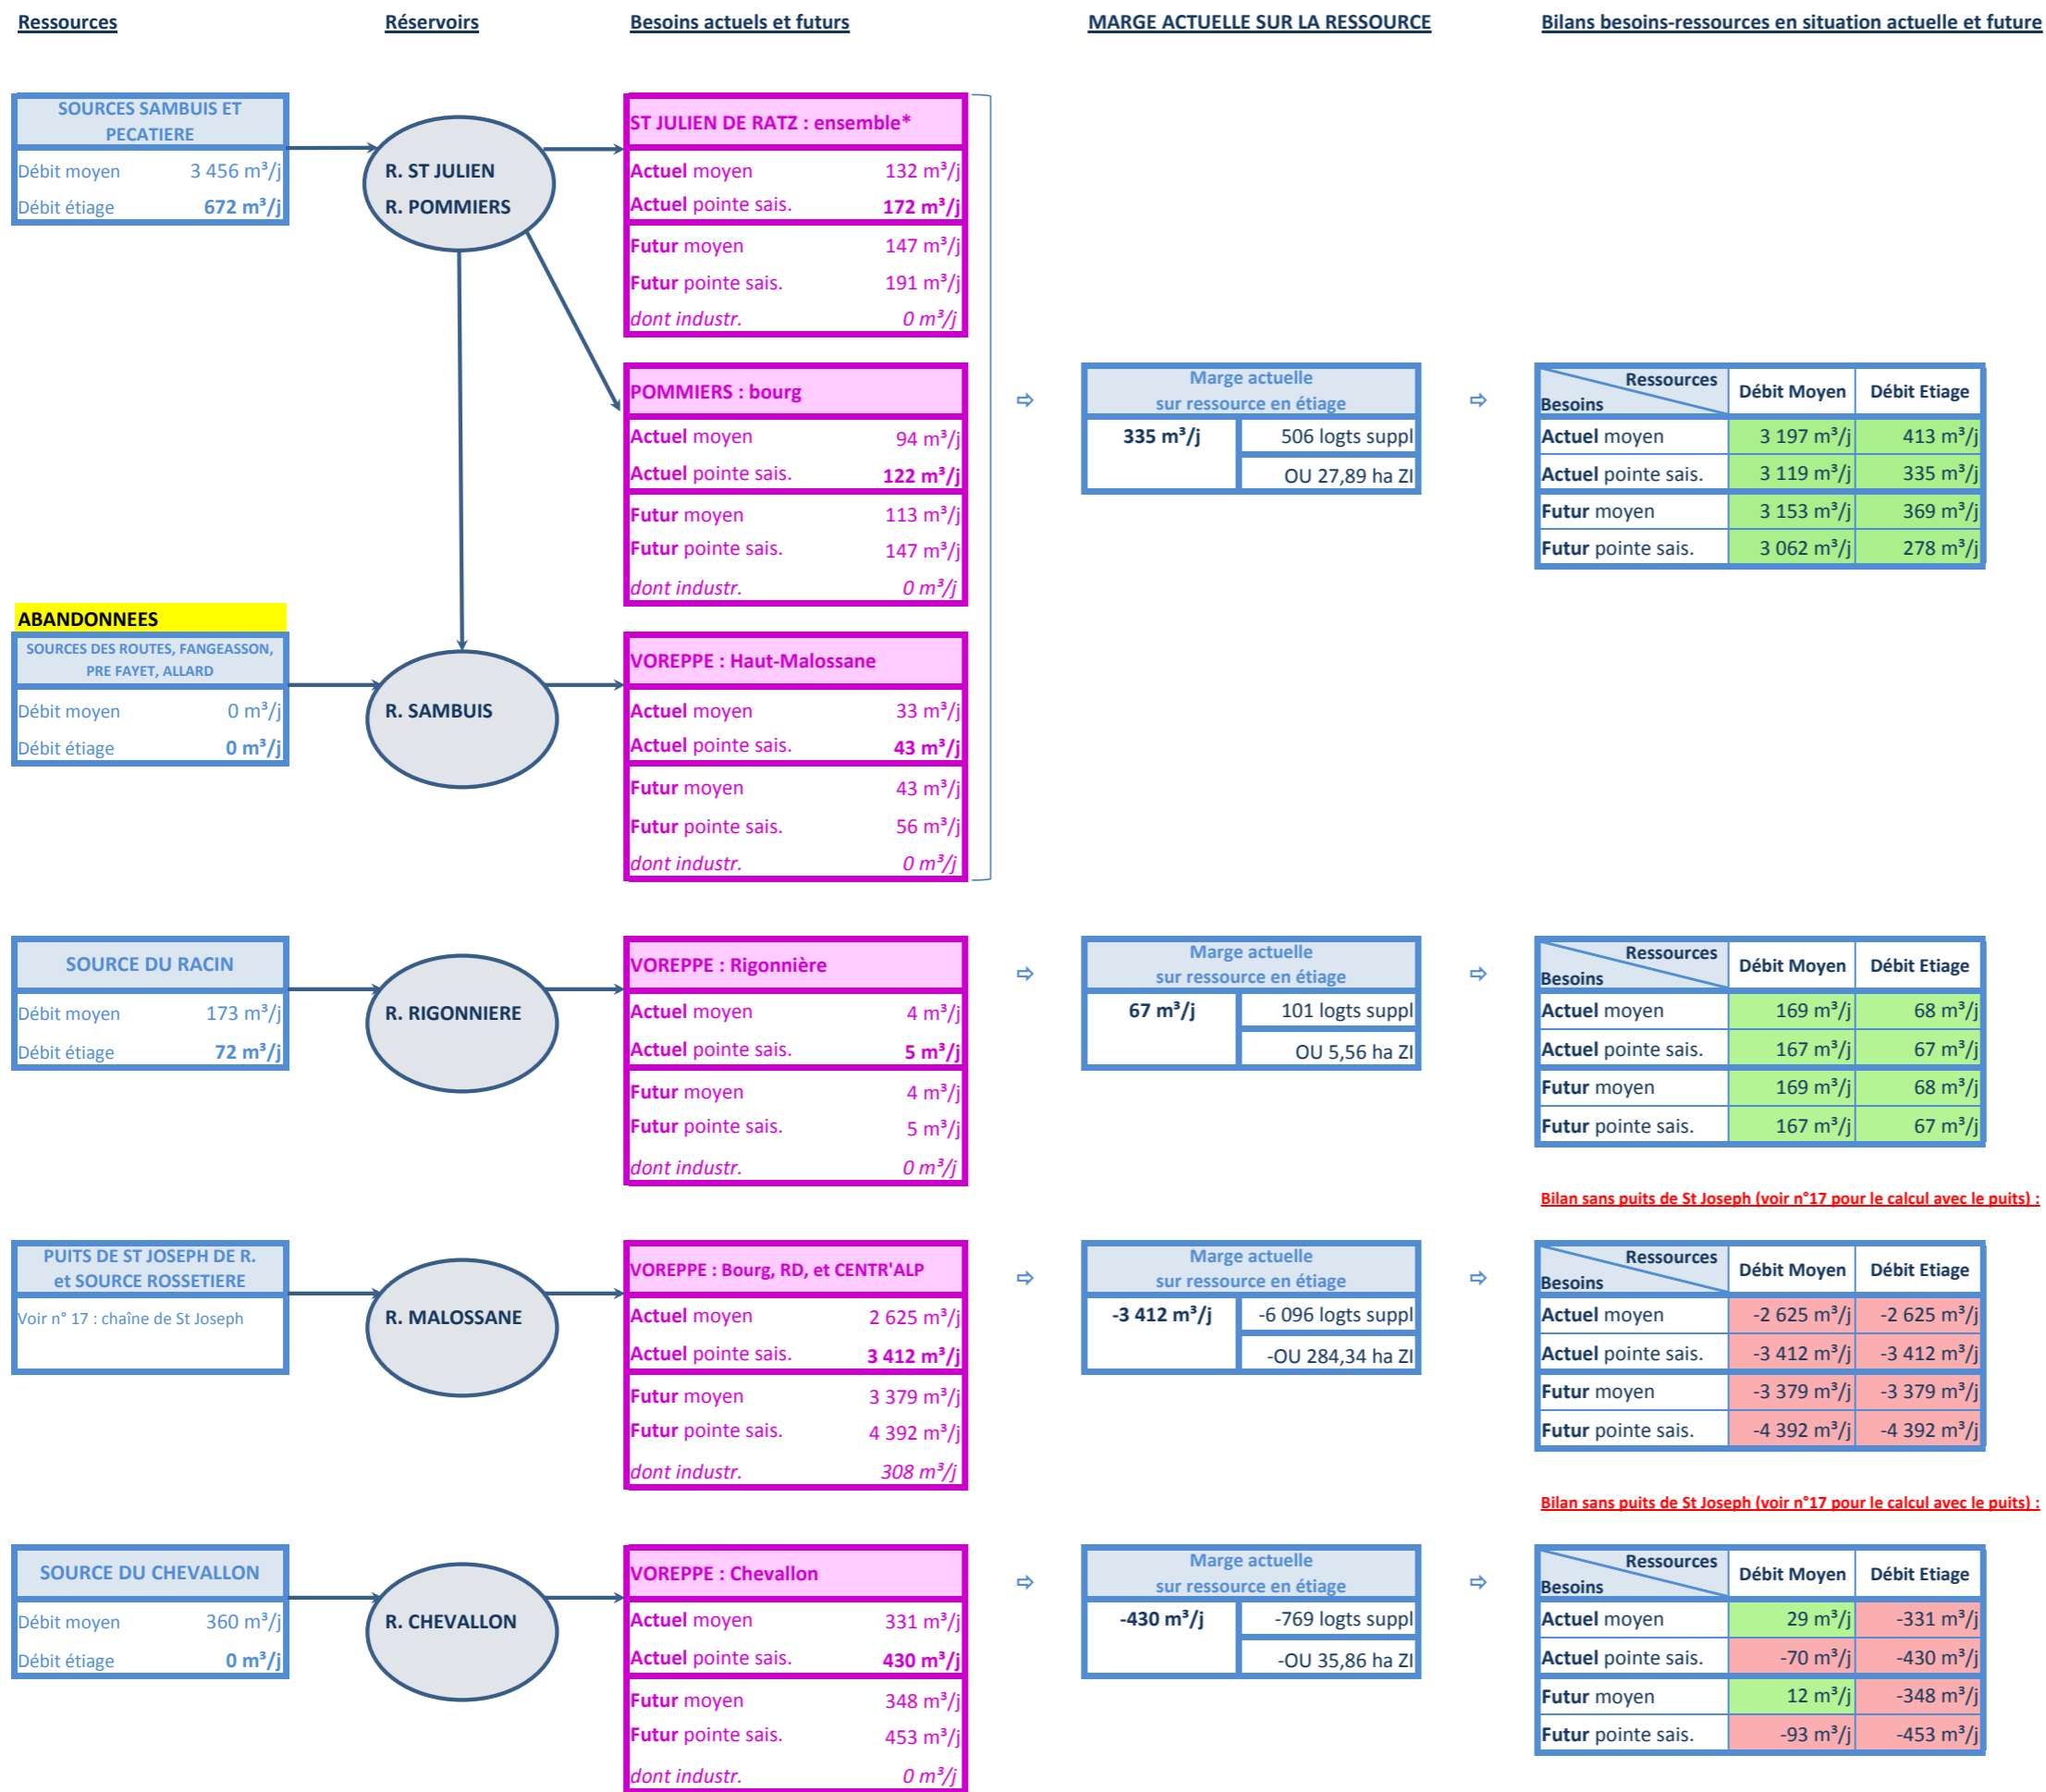 Ressources
Réservoirs
Besoins actuels et futurs
MARGE ACTUELLE SUR LA RESSOURCE
Bilans besoins-ressources en situation actuelle et future
SOURCES SAMBUIS ET
PECATIERE
Débit moyen 3 456 m³/j
Débit étiage 672 m³/j
R. ST JULIEN
R. POMMIERS
ST JULIEN DE RATZ : ensemble*
Actuel moyen 132 m³/j
Actuel pointe sais. 172 m³/j
Futur moyen 147 m³/j
Futur pointe sais. 191 m³/j
dont industr. 0 m³/j
POMMIERS : bourg
Actuel moyen 94 m³/j
Actuel pointe sais. 122 m³/j
Futur moyen 113 m³/j
Futur pointe sais. 147 m³/j
dont industr. 0 m³/j
⇨
Marge actuelle
sur ressource en étiage
335 m³/j 506 logts suppl
OU 27,89 ha ZI
⇨
Ressources
Besoins
Débit Moyen Débit Etiage
Actuel moyen 3 197 m³/j 413 m³/j
Actuel pointe sais. 3 119 m³/j 335 m³/j
Futur moyen 3 153 m³/j 369 m³/j
Futur pointe sais. 3 062 m³/j 278 m³/j
ABANDONNEES
SOURCES DES ROUTES, FANGEASSON,
PRE FAYET, ALLARD
Débit moyen 0 m³/j
Débit étiage 0 m³/j
R. SAMBUIS
VOREPPE : Haut-Malossane
Actuel moyen 33 m³/j
Actuel pointe sais. 43 m³/j
Futur moyen 43 m³/j
Futur pointe sais. 56 m³/j
dont industr. 0 m³/j
SOURCE DU RACIN
Débit moyen 173 m³/j
Débit étiage 72 m³/j
R. RIGONNIERE
VOREPPE : Rigonnière
Actuel moyen 4 m³/j
Actuel pointe sais. 5 m³/j
Futur moyen 4 m³/j
Futur pointe sais. 5 m³/j
dont industr. 0 m³/j
⇨
Marge actuelle
sur ressource en étiage
67 m³/j 101 logts suppl
OU 5,56 ha ZI
⇨
Ressources
Besoins
Débit Moyen Débit Etiage
Actuel moyen 169 m³/j 68 m³/j
Actuel pointe sais. 167 m³/j 67 m³/j
Futur moyen 169 m³/j 68 m³/j
Futur pointe sais. 167 m³/j 67 m³/j
Bilan sans puits de St Joseph (voir n°17 pour le calcul avec le puits) :
PUITS DE ST JOSEPH DE R.
et SOURCE ROSSETIERE
Voir n° 17 : chaîne de St Joseph
R. MALOSSANE
VOREPPE : Bourg, RD, et CENTR'ALP
Actuel moyen 2 625 m³/j
Actuel pointe sais. 3 412 m³/j
Futur moyen 3 379 m³/j
Futur pointe sais. 4 392 m³/j
dont industr. 308 m³/j
⇨
Marge actuelle
sur ressource en étiage
-3 412 m³/j -6 096 logts suppl
-OU 284,34 ha ZI
⇨
Ressources
Besoins
Débit Moyen Débit Etiage
Actuel moyen -2 625 m³/j -2 625 m³/j
Actuel pointe sais. -3 412 m³/j -3 412 m³/j
Futur moyen -3 379 m³/j -3 379 m³/j
Futur pointe sais. -4 392 m³/j -4 392 m³/j
Bilan sans puits de St Joseph (voir n°17 pour le calcul avec le puits) :
SOURCE DU CHEVALLON
Débit moyen 360 m³/j
Débit étiage 0 m³/j
R. CHEVALLON
VOREPPE : Chevallon
Actuel moyen 331 m³/j
Actuel pointe sais. 430 m³/j
Futur moyen 348 m³/j
Futur pointe sais. 453 m³/j
dont industr. 0 m³/j
⇨
Marge actuelle
sur ressource en étiage
-430 m³/j -769 logts suppl
-OU 35,86 ha ZI
⇨
Ressources
Besoins
Débit Moyen Débit Etiage
Actuel moyen 29 m³/j -331 m³/j
Actuel pointe sais. -70 m³/j -430 m³/j
Futur moyen 12 m³/j -348 m³/j
Futur pointe sais. -93 m³/j -453 m³/j